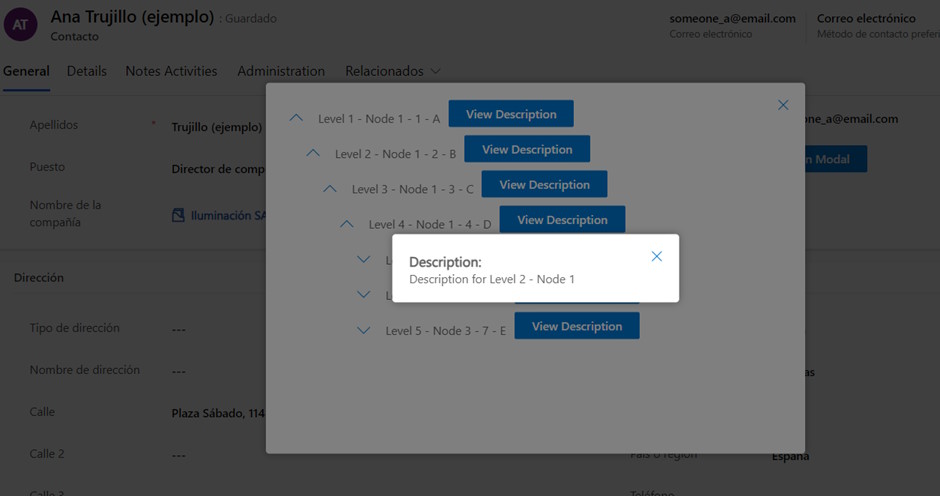 AT
Ana Trujillo (ejemplo) : Guardado
Contacto
someone_a@email.com
Correo electrónico
Correo electrónico
Método de contacto prefer
General Details Notes Activities Administration Relacionados
Apellidos * Trujillo (ejemplo)
Puesto Director de comp
Nombre de la compañía Iluminación SA
one_a@email.com
n Modal
Level 1 - Node 1 - 1 - A View Description
Level 2 - Node 1 - 2 - B View Description
Level 3 - Node 1 - 3 - C View Description
Level 4 - Node 1 - 4 - D View Description
Description:
Description for Level 2 - Node 1
Level 5 - Node 3 - 7 - E View Description
Dirección
Tipo de dirección ---
Nombre de dirección ---
as
Calle Plaza Sábado, 114
Calle 2 ---
País o región España
Calle 3
Teléfono